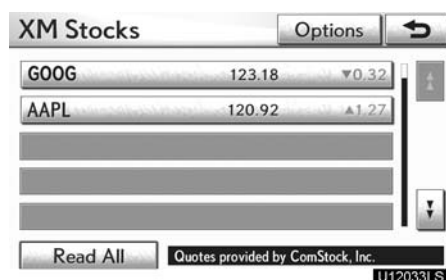 XM Stocks Options
GOOG 123.18 ▼0.32
AAPL 120.92 ▲1.27
Read All Quotes provided by ComStock, Inc.
U12033LS